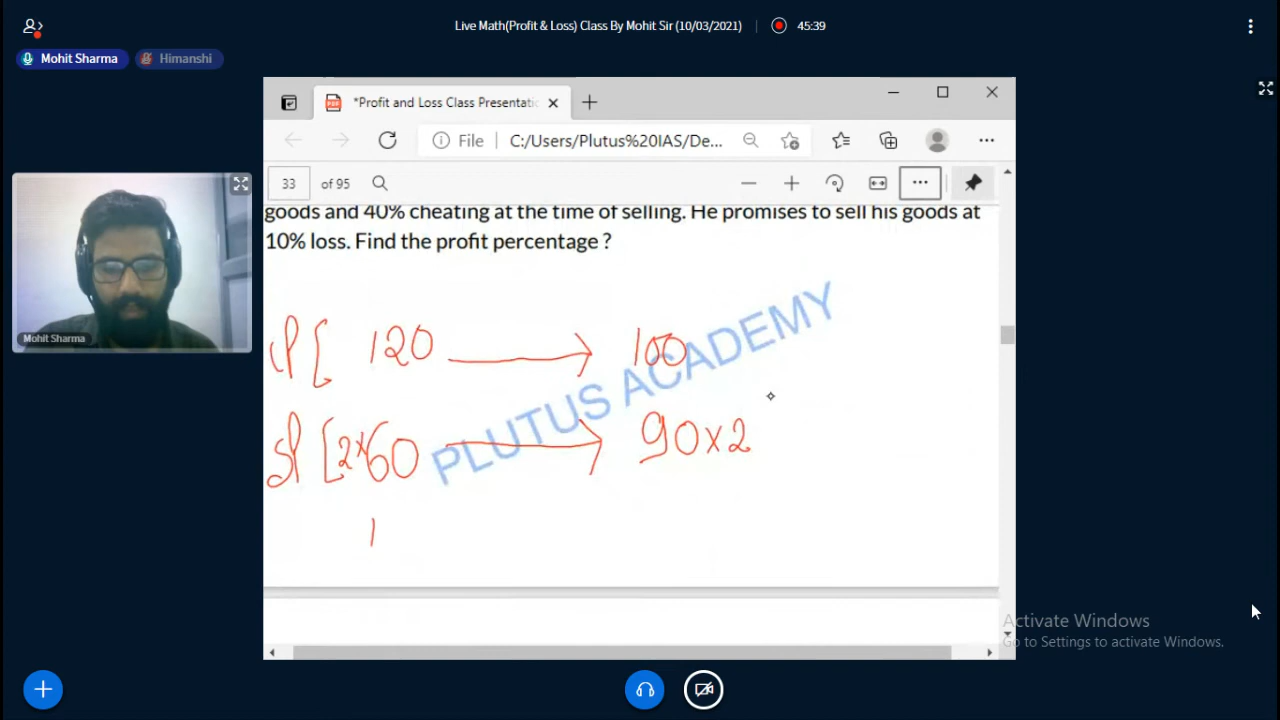 Live Math(Profit & Loss) Class By Mohit Sir (10/03/2021)
45:39
Mohit Sharma
Himanshi
*Profit and Loss Class Presentatic
File
C:/Users/Plutus%20IAS/De...
33 of 95
goods and 40% cheating at the time of selling. He promises to sell his goods at
10% loss. Find the profit percentage ?
CP [ 120 → 100
SP [2×60 → 90×2
1
PLUTUS ACADEMY
Mohit Sharma
Activate Windows
Go to Settings to activate Windows.